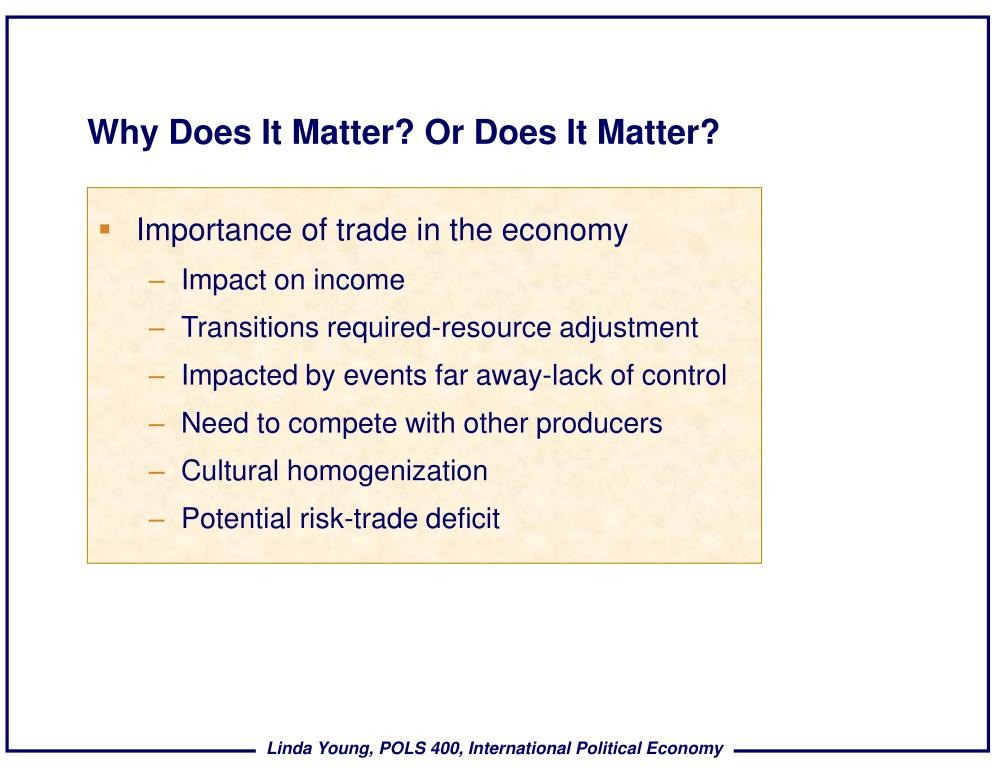 Why Does It Matter? Or Does It Matter?
▪ Importance of trade in the economy
– Impact on income
– Transitions required-resource adjustment
– Impacted by events far away-lack of control
– Need to compete with other producers
– Cultural homogenization
– Potential risk-trade deficit
Linda Young, POLS 400, International Political Economy